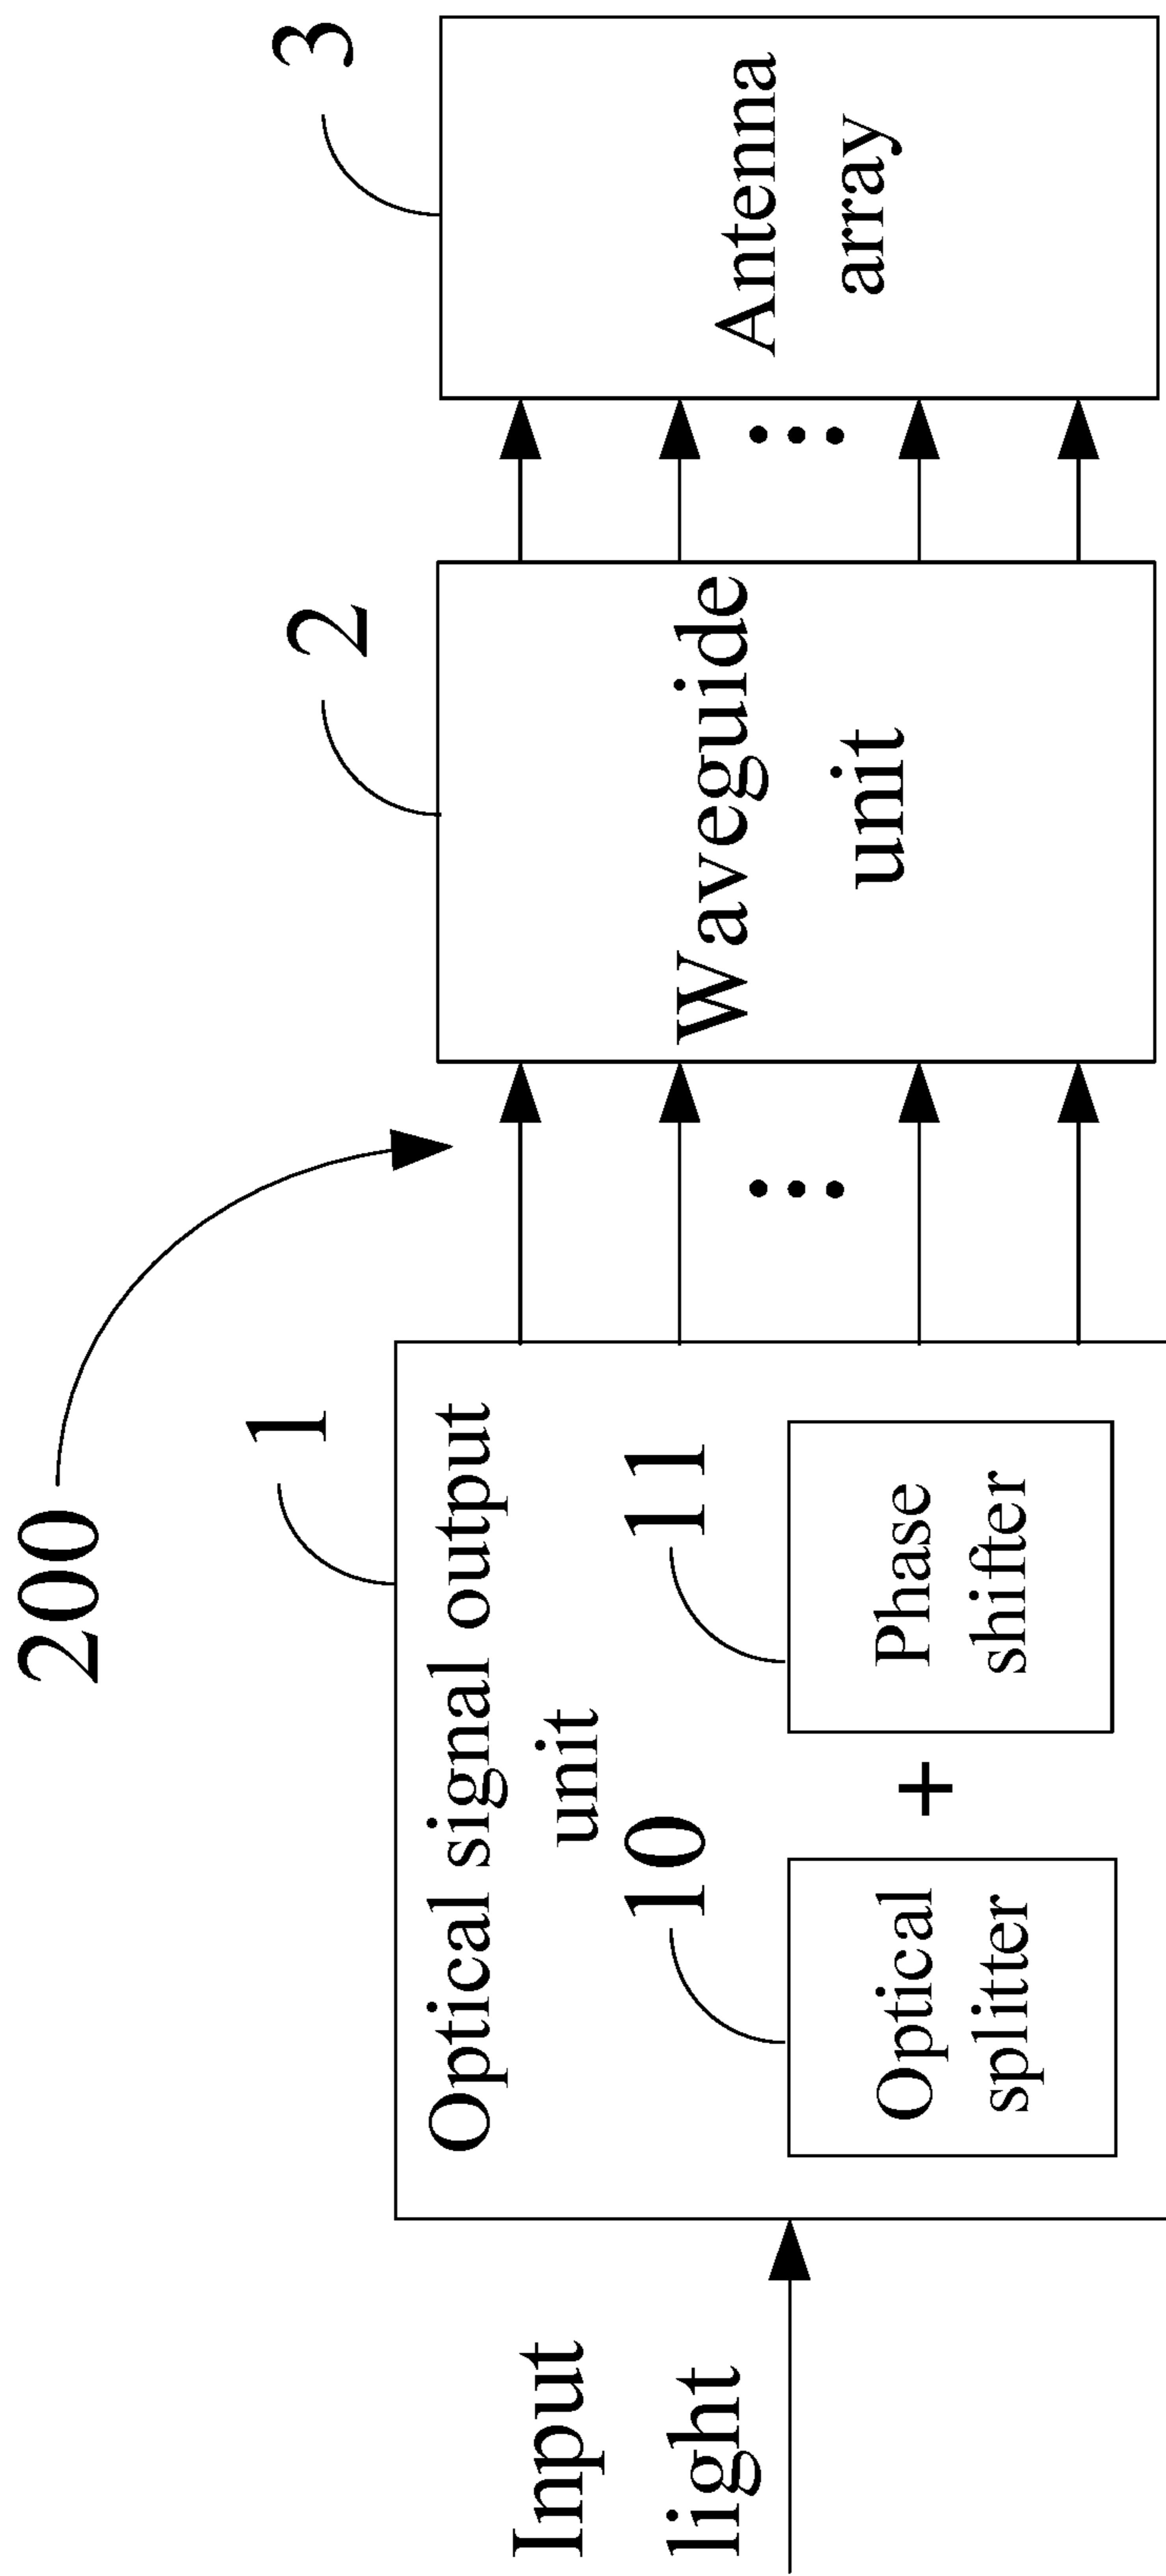 200
1
2
3
Optical signal output
unit
10
11
Input
light
Optical
splitter
+
Phase
shifter
Waveguide
unit
Antenna
array